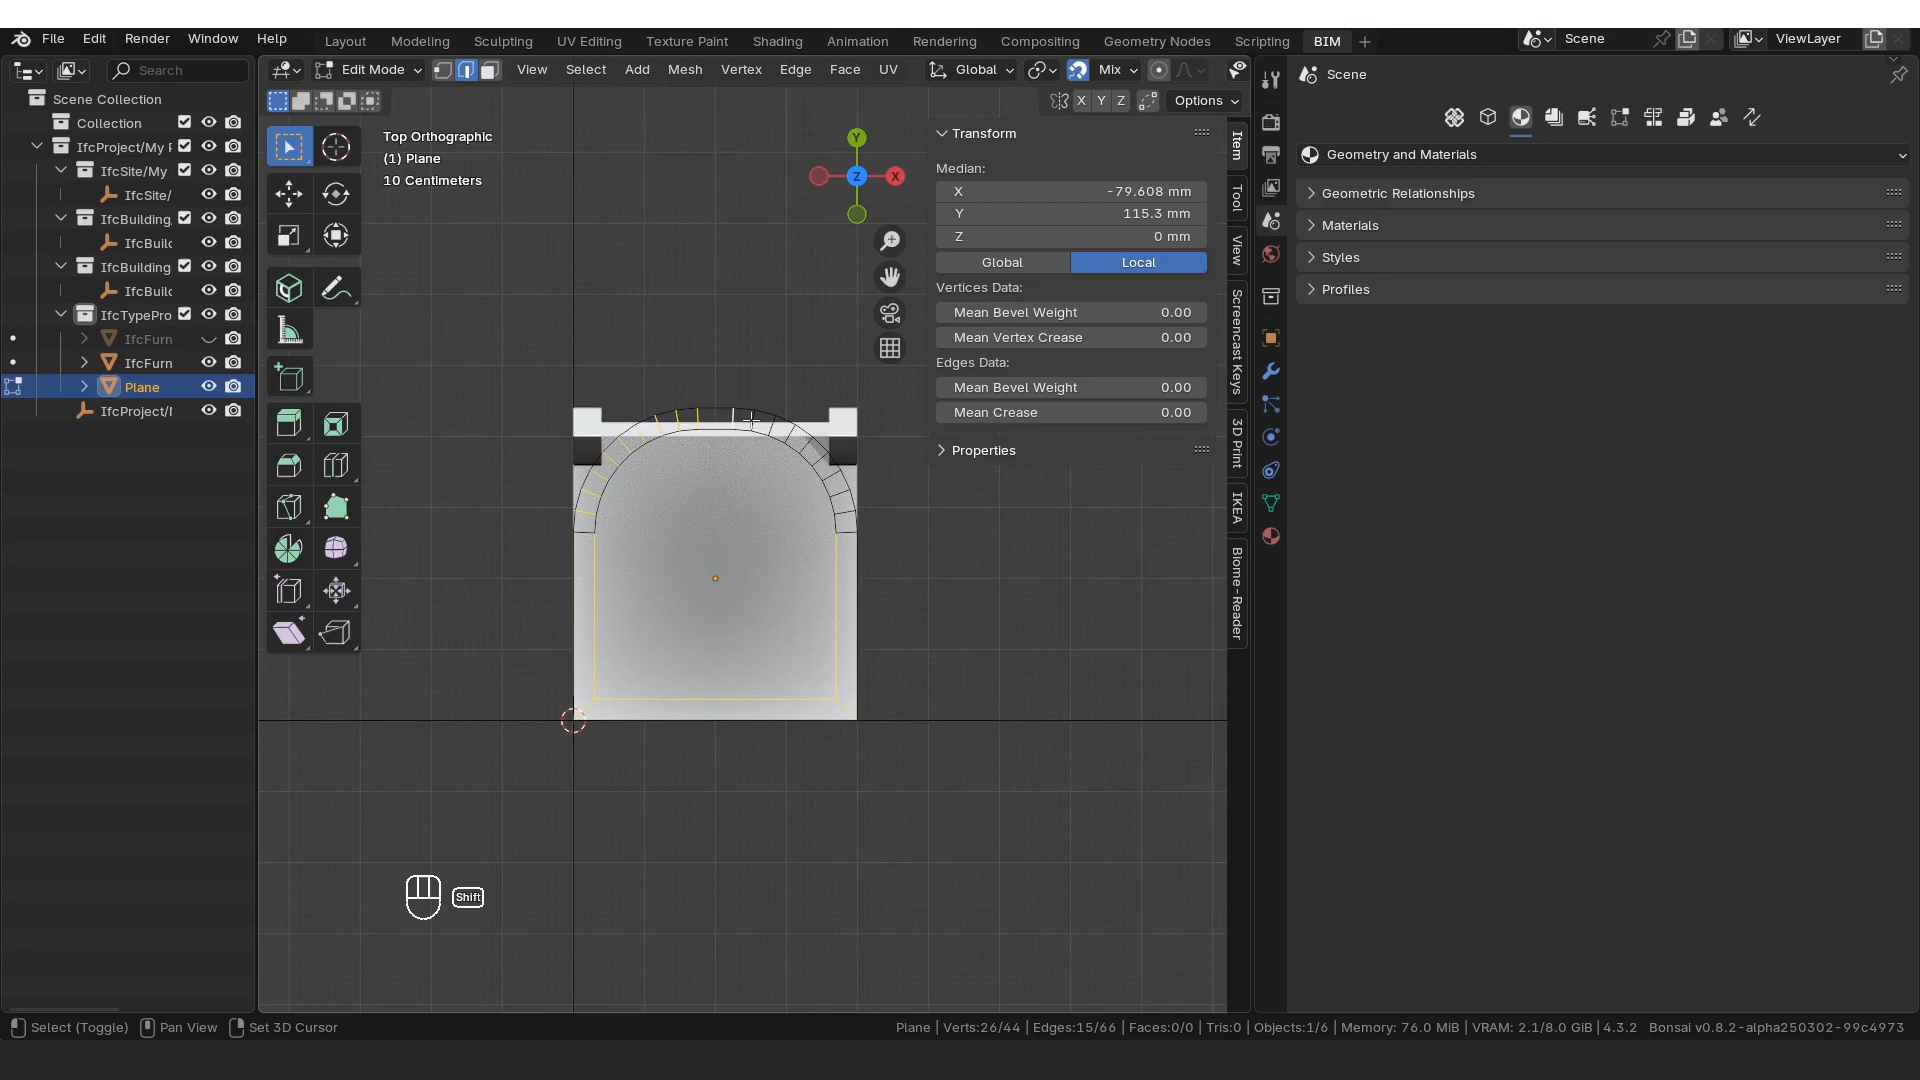 File Edit Render Window Help Layout Modeling Sculpting UV Editing Texture Paint Shading Animation Rendering Compositing Geometry Nodes Scripting BIM Scene ViewLayer
Search Edit Mode View Select Add Mesh Vertex Edge Face UV Global Mix Scene
X Y Z Options
Scene Collection
Collection
IfcProject/My
IfcSite/My
IfcSite/
IfcBuilding
IfcBuilc
IfcBuilding
IfcBuilc
IfcTypePro
IfcFurn
IfcFurn
Plane
IfcProject/
Top Orthographic
(1) Plane
10 Centimeters
Y
Z X
Transform
Median:
X -79.608 mm
Y 115.3 mm
Z 0 mm
Global Local
Vertices Data:
Mean Bevel Weight 0.00
Mean Vertex Crease 0.00
Edges Data:
Mean Bevel Weight 0.00
Mean Crease 0.00
Properties
Item
Tool
View
Screencast Keys
3D Print
IKEA
Biome-Reader
Geometry and Materials
Geometric Relationships
Materials
Styles
Profiles
Shift
Select (Toggle) Pan View Set 3D Cursor Plane | Verts:26/44 | Edges:15/66 | Faces:0/0 | Tris:0 | Objects:1/6 | Memory: 76.0 MiB | VRAM: 2.1/8.0 GiB | 4.3.2 Bonsai v0.8.2-alpha250302-99c4973